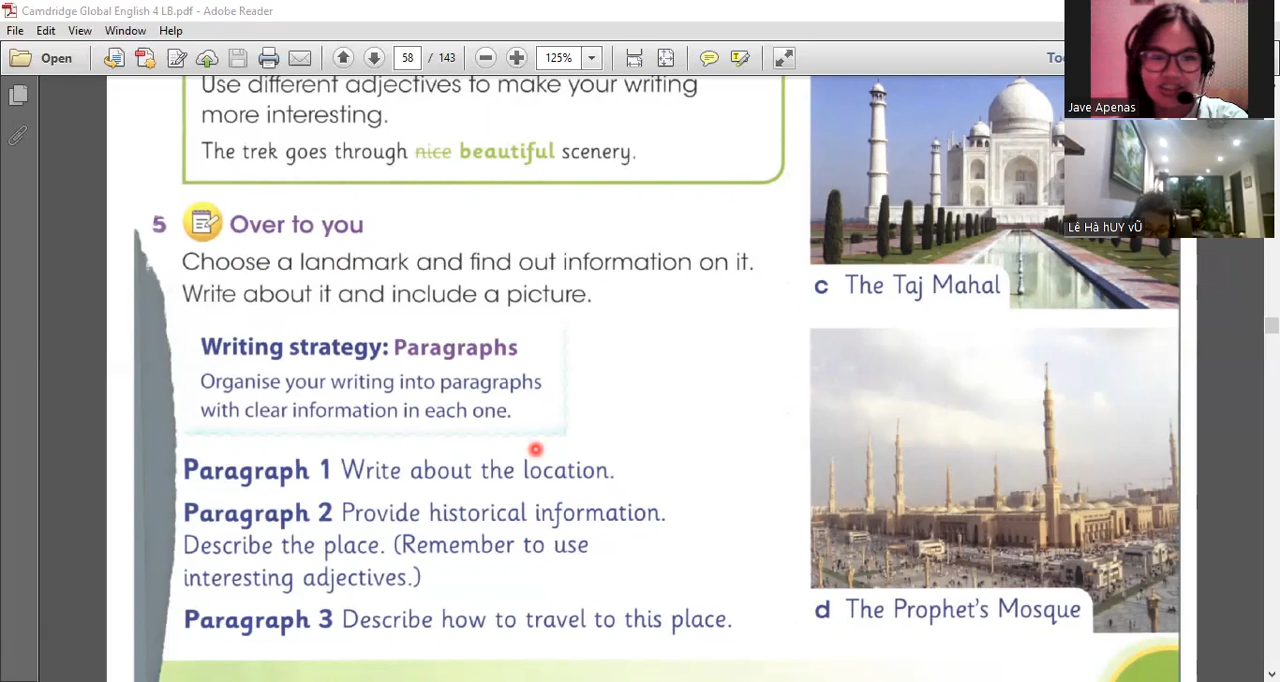 Camdridge Global English 4 LB.pdf - Adobe Reader
File Edit View Window Help
Open 58 / 143 125%
Jave Apenas
Lê Hà hUY vŨ
Use different adjectives to make your writing
more interesting.
The trek goes through nice beautiful scenery.
5 Over to you
Choose a landmark and find out information on it.
Write about it and include a picture.
Writing strategy: Paragraphs
Organise your writing into paragraphs
with clear information in each one.
Paragraph 1 Write about the location.
Paragraph 2 Provide historical information.
Describe the place. (Remember to use
interesting adjectives.)
Paragraph 3 Describe how to travel to this place.
c The Taj Mahal
d The Prophet's Mosque